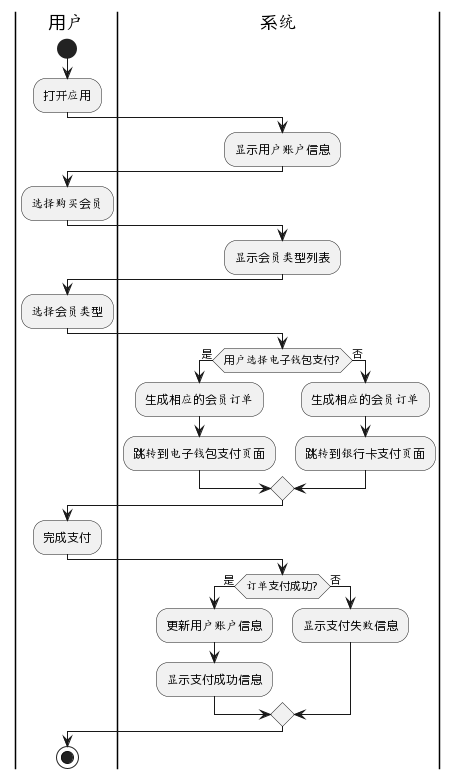 用户
系统
打开应用
显示用户账户信息
选择购买会员
显示会员类型列表
选择会员类型
是
用户选择电子钱包支付?
否
生成相应的会员订单
生成相应的会员订单
跳转到电子钱包支付页面
跳转到银行卡支付页面
完成支付
是
订单支付成功?
否
更新用户账户信息
显示支付失败信息
显示支付成功信息